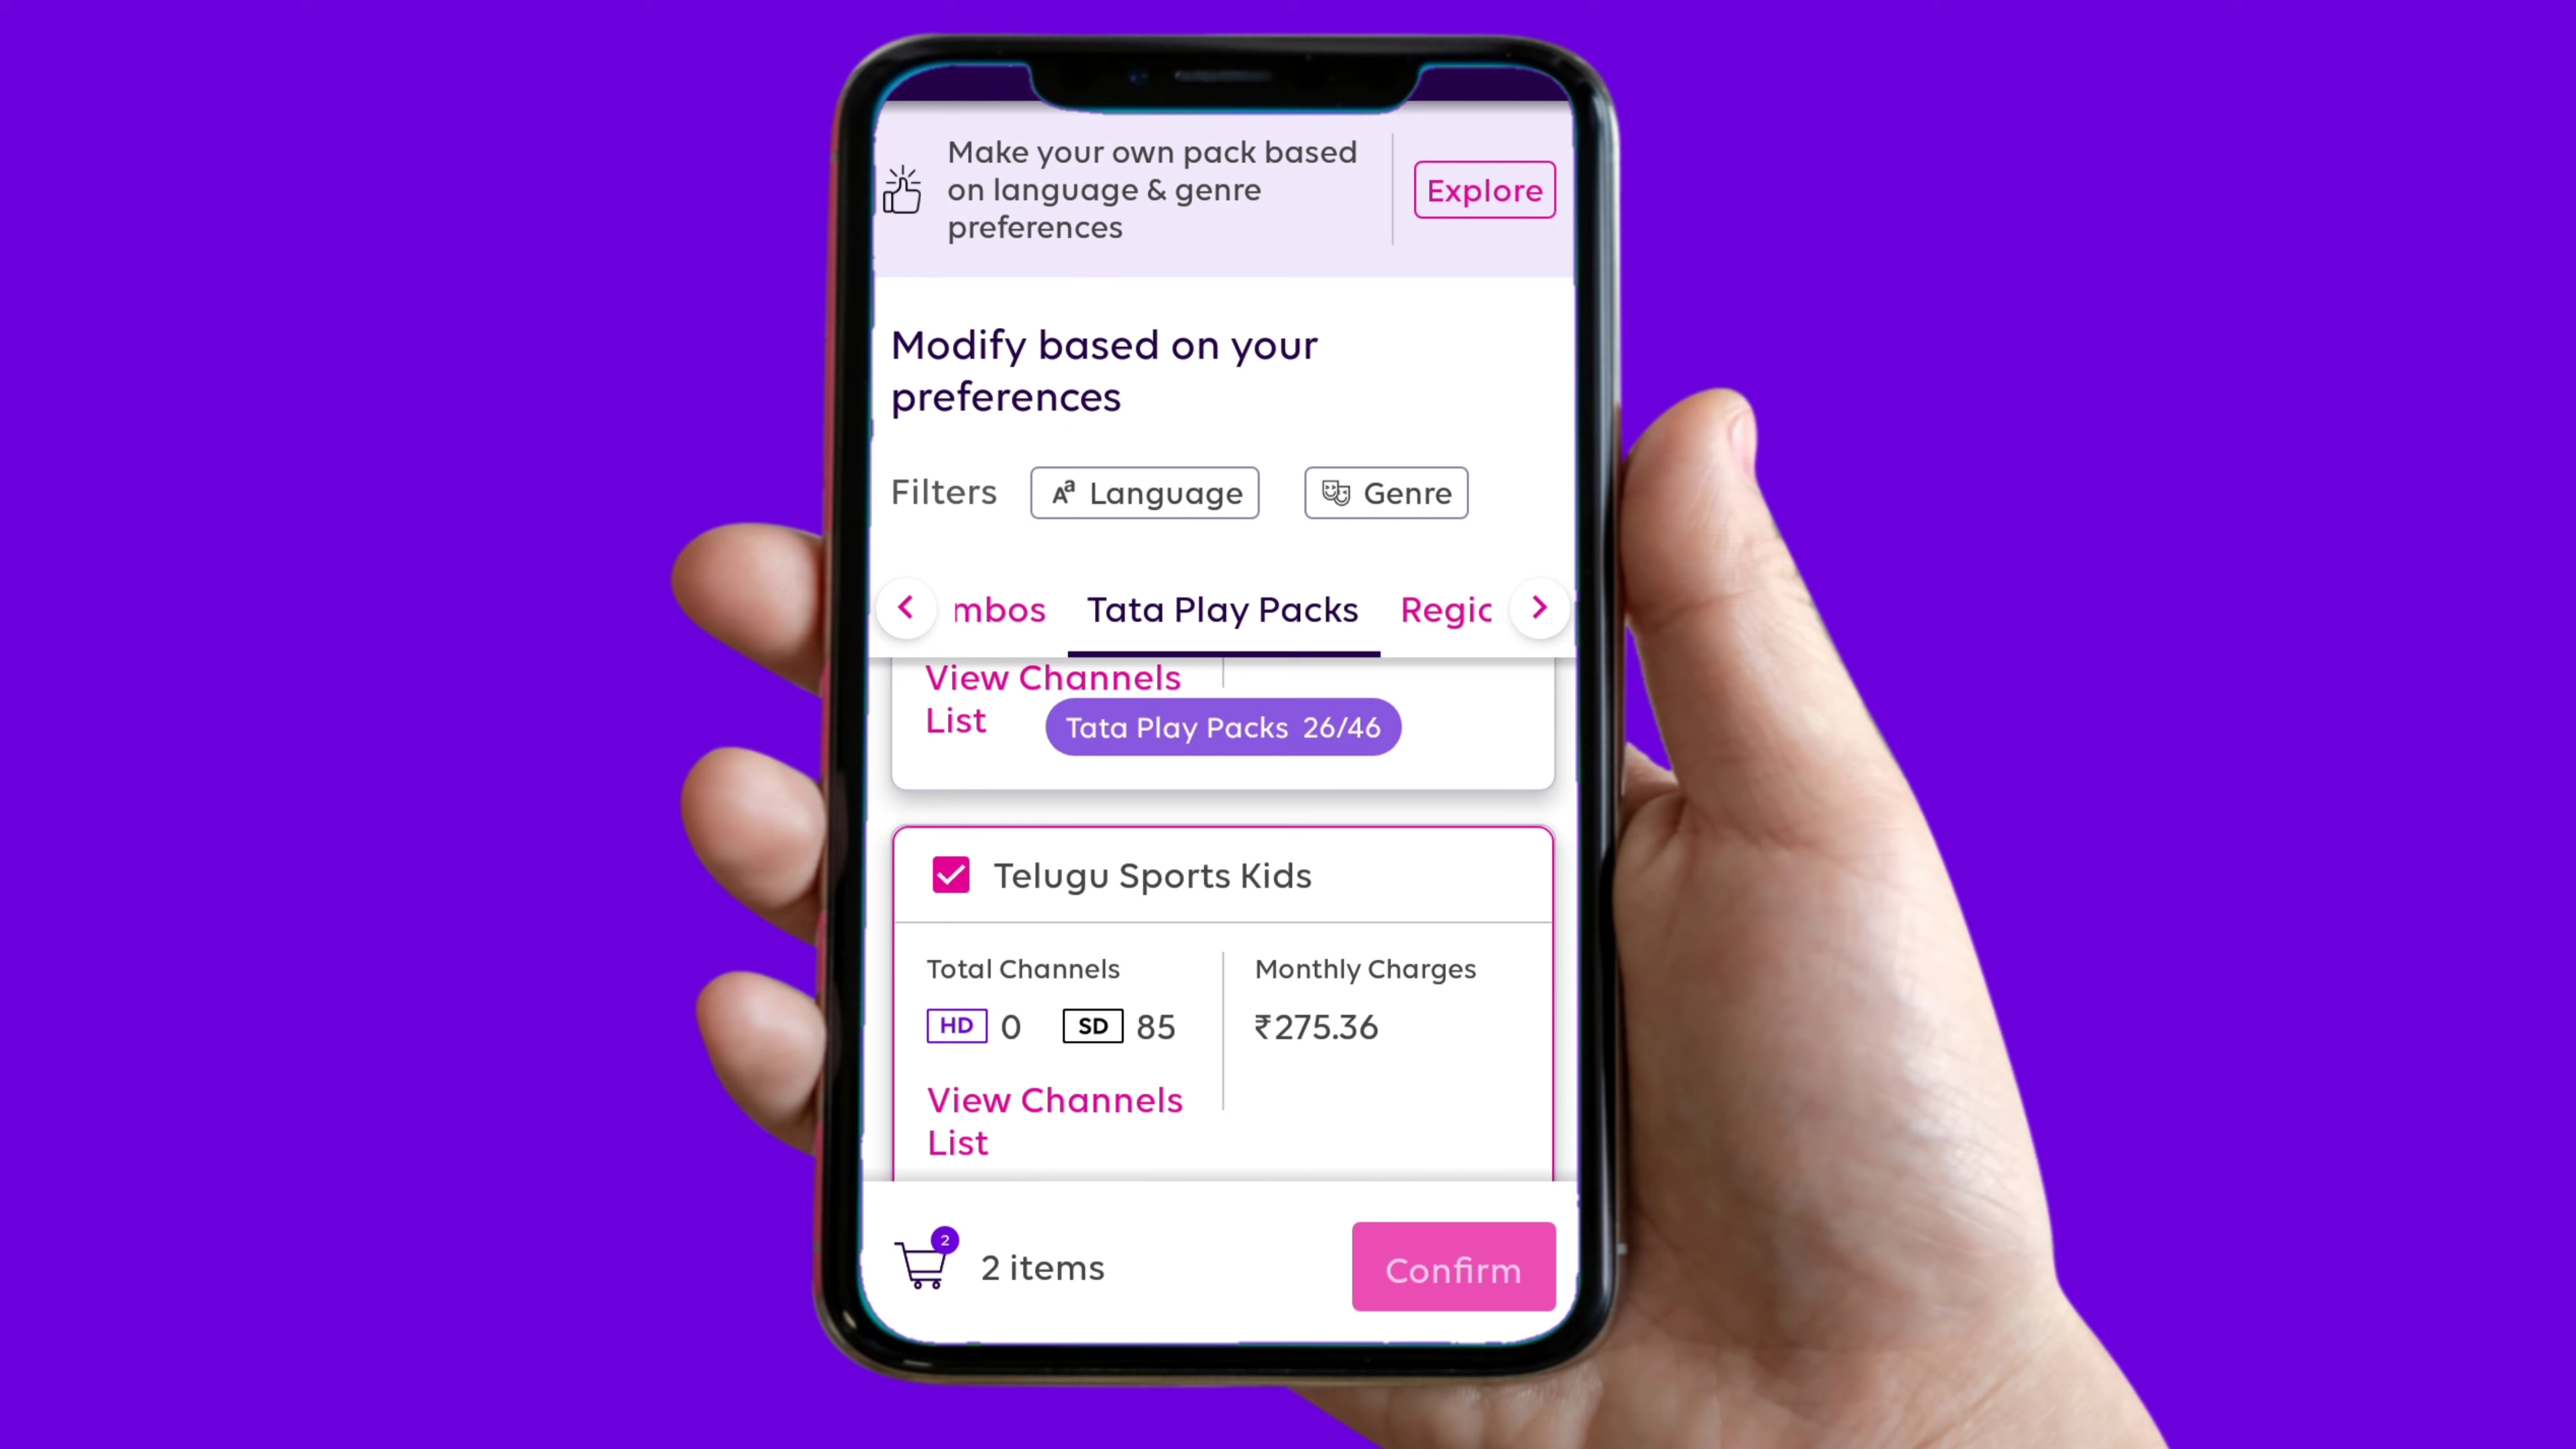 Make your own pack based
on language & genre
preferences
Explore
Modify based on your
preferences
Filters
Aa Language
Genre
mbos
Tata Play Packs
Regic
View Channels
List
Tata Play Packs 26/46
Telugu Sports Kids
Total Channels
Monthly Charges
HD 0 SD 85
₹275.36
View Channels
List
2
2 items
Confirm